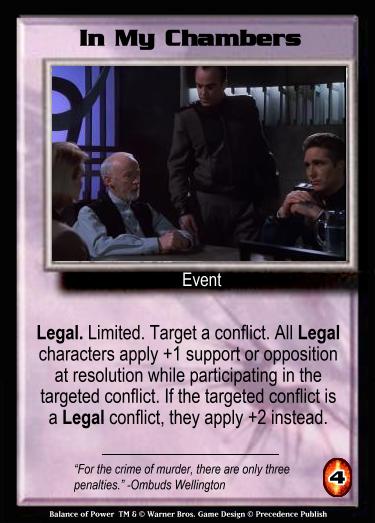 In My Chambers
Event
Legal. Limited. Target a conflict. All Legal
characters apply +1 support or opposition
at resolution while participating in the
targeted conflict. If the targeted conflict is
a Legal conflict, they apply +2 instead.
"For the crime of murder, there are only three
penalties." -Ombuds Wellington
4
Balance of Power TM & © Warner Bros. Game Design © Precedence Publish